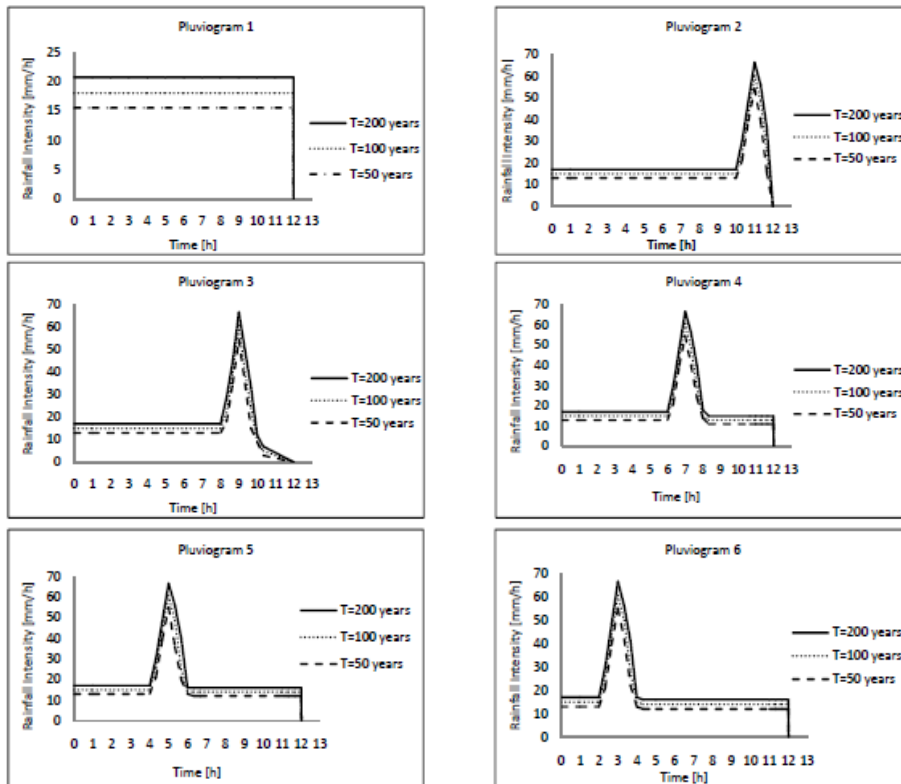 Pluviogram 1
Rainfall Intensity [mm/h]
25
20
15
10
5
0
0 1 2 3 4 5 6 7 8 9 10 11 12 13
Time [h]
T=200 years
T=100 years
T=50 years
Pluviogram 2
Rainfall Intensity [mm/h]
70
60
50
40
30
20
10
0
0 1 2 3 4 5 6 7 8 9 10 11 12 13
Time [h]
T=200 years
T=100 years
T=50 years
Pluviogram 3
Rainfall Intensity [mm/h]
70
60
50
40
30
20
10
0
0 1 2 3 4 5 6 7 8 9 10 11 12 13
Time [h]
T=200 years
T=100 years
T=50 years
Pluviogram 4
Rainfall Intensity [mm/h]
70
60
50
40
30
20
10
0
0 1 2 3 4 5 6 7 8 9 10 11 12 13
Time [h]
T=200 years
T=100 years
T=50 years
Pluviogram 5
Rainfall Intensity [mm/h]
70
60
50
40
30
20
10
0
0 1 2 3 4 5 6 7 8 9 10 11 12 13
Time [h]
T=200 years
T=100 years
T=50 years
Pluviogram 6
Rainfall Intensity [mm/h]
70
60
50
40
30
20
10
0
0 1 2 3 4 5 6 7 8 9 10 11 12 13
Time [h]
T=200 years
T=100 years
T=50 years